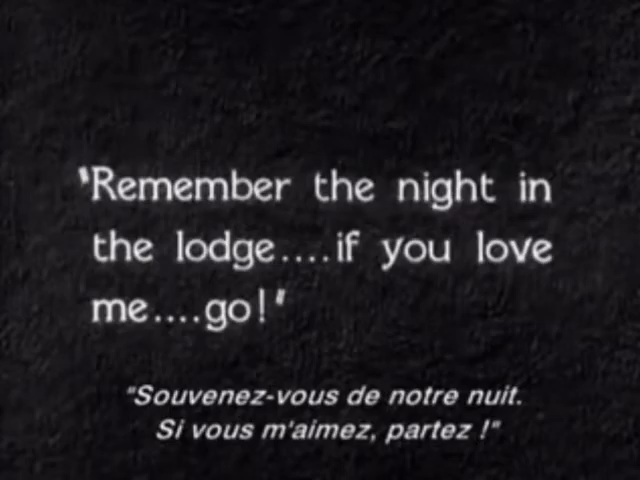 'Remember the night in
the lodge....if you love
me....go!'
"Souvenez-vous de notre nuit.
Si vous m'aimez, partez !"